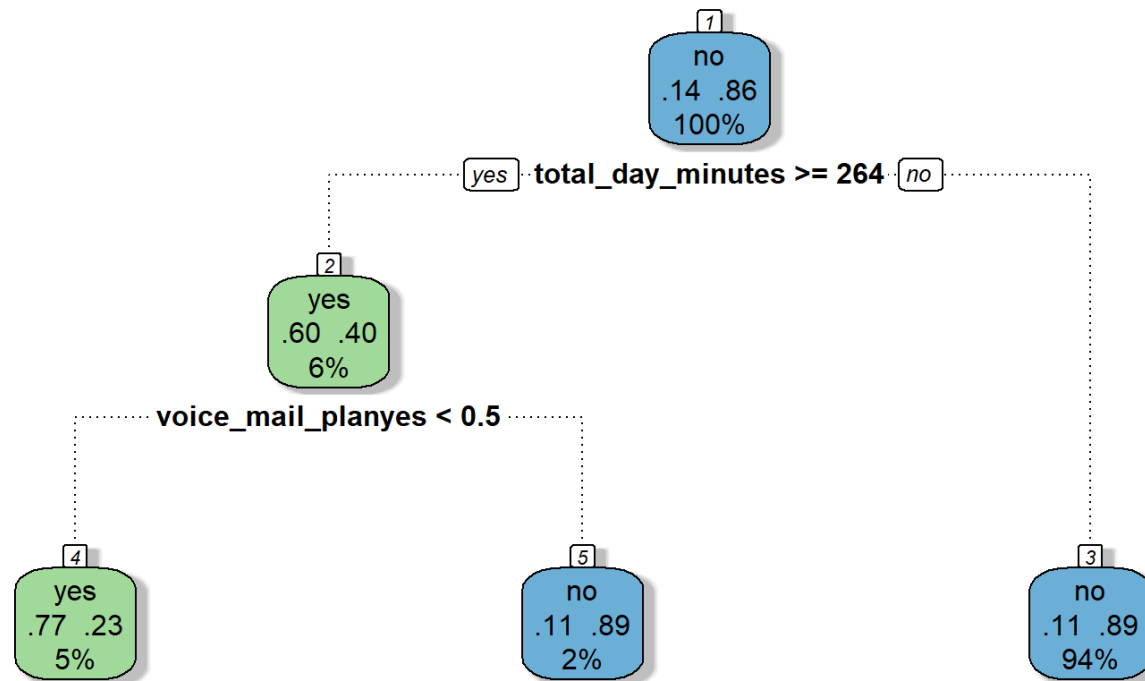 1
no
.14 .86
100%
yes total_day_minutes >= 264 no
2
yes
.60 .40
6%
voice_mail_planyes < 0.5
4
yes
.77 .23
5%
5
no
.11 .89
2%
3
no
.11 .89
94%